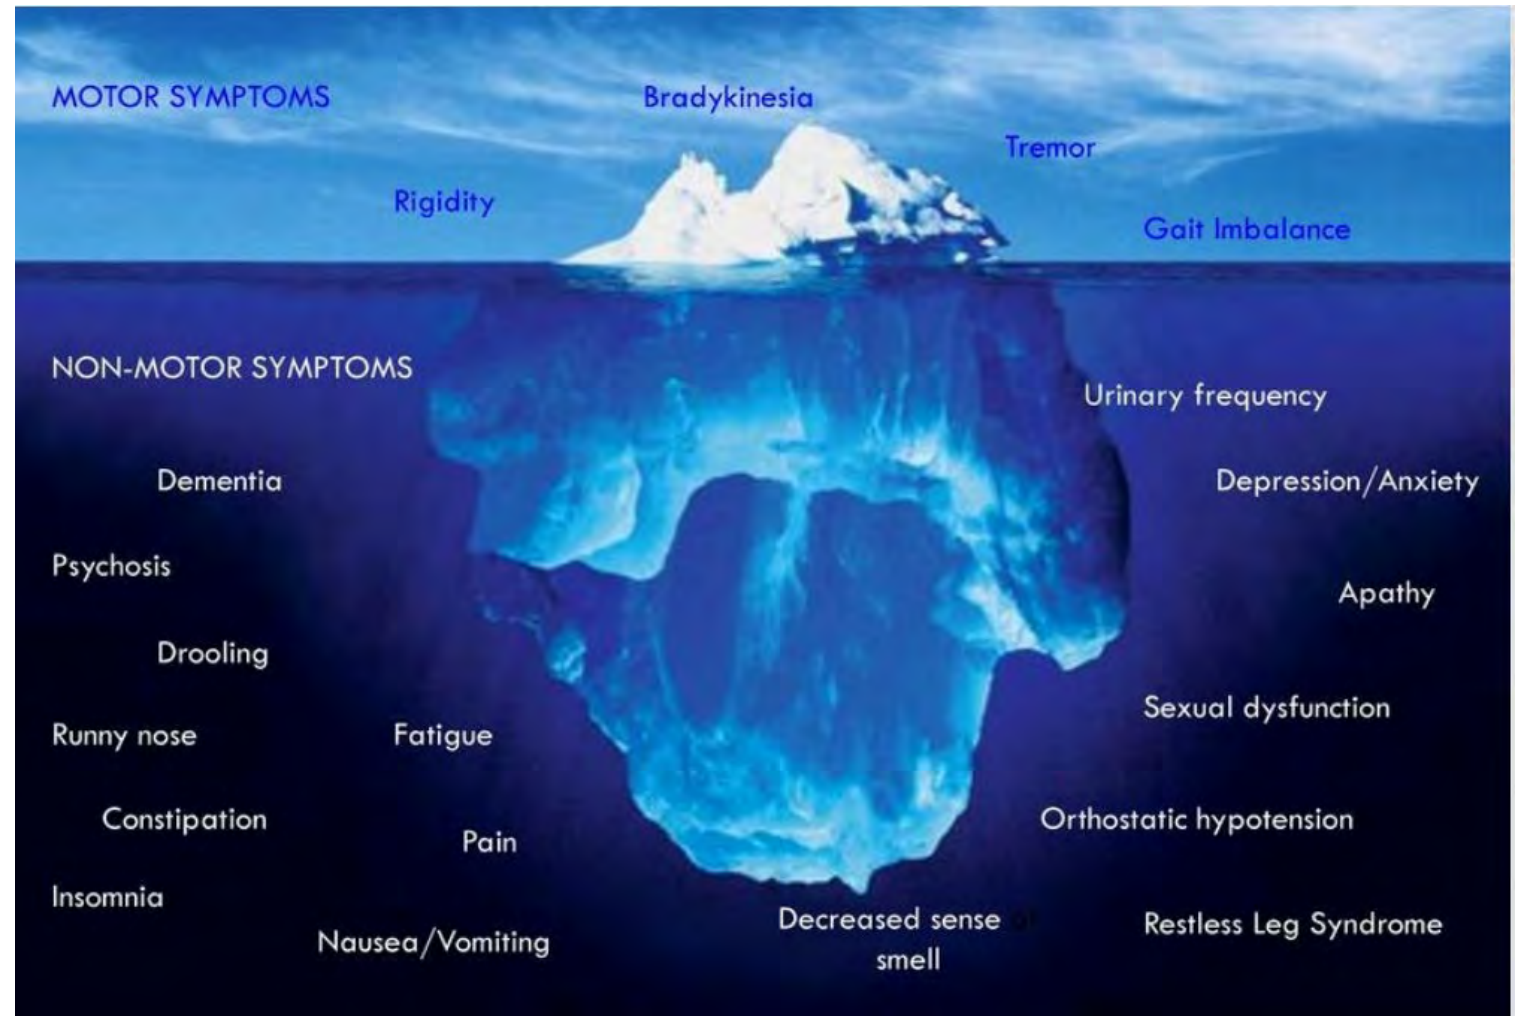 MOTOR SYMPTOMS
Bradykinesia
Tremor
Rigidity
Gait Imbalance
NON-MOTOR SYMPTOMS
Urinary frequency
Dementia
Depression/Anxiety
Psychosis
Apathy
Drooling
Sexual dysfunction
Runny nose
Fatigue
Constipation
Orthostatic hypotension
Pain
Insomnia
Decreased sense of
smell
Restless Leg Syndrome
Nausea/Vomiting